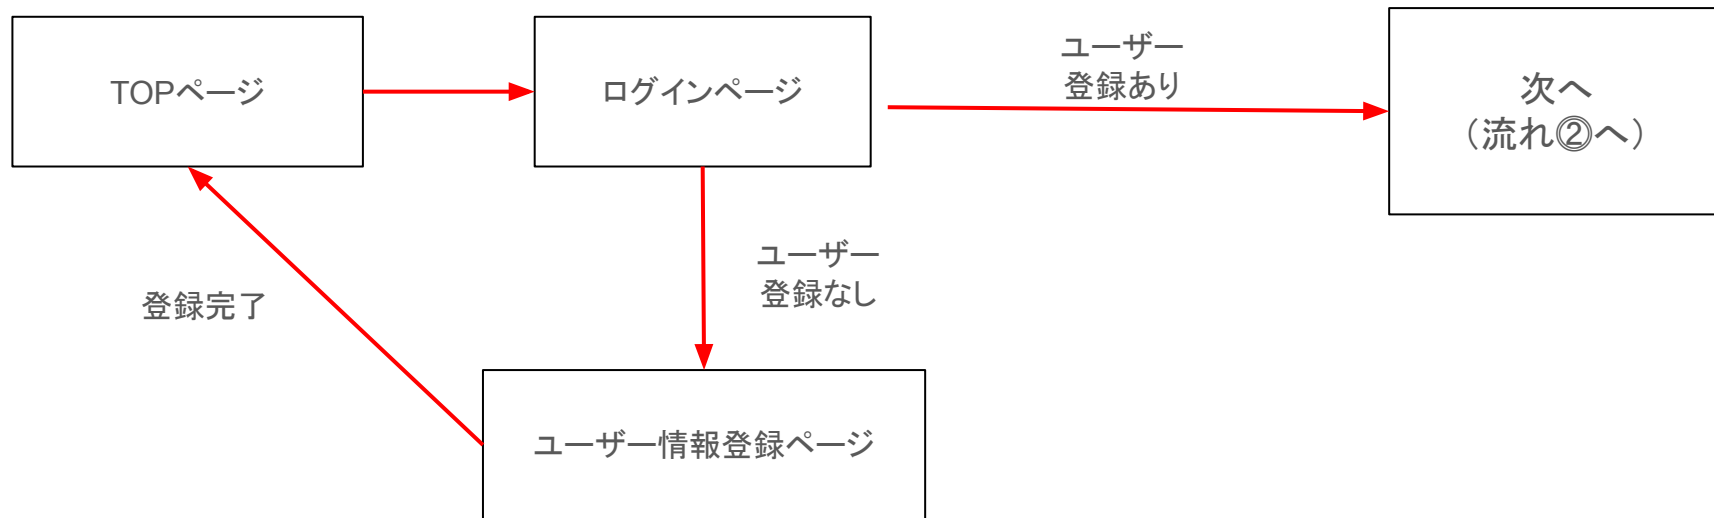 TOPページ
ログインページ
ユーザー
登録あり
次へ
（流れ②へ）
ユーザー
登録なし
登録完了
ユーザー情報登録ページ